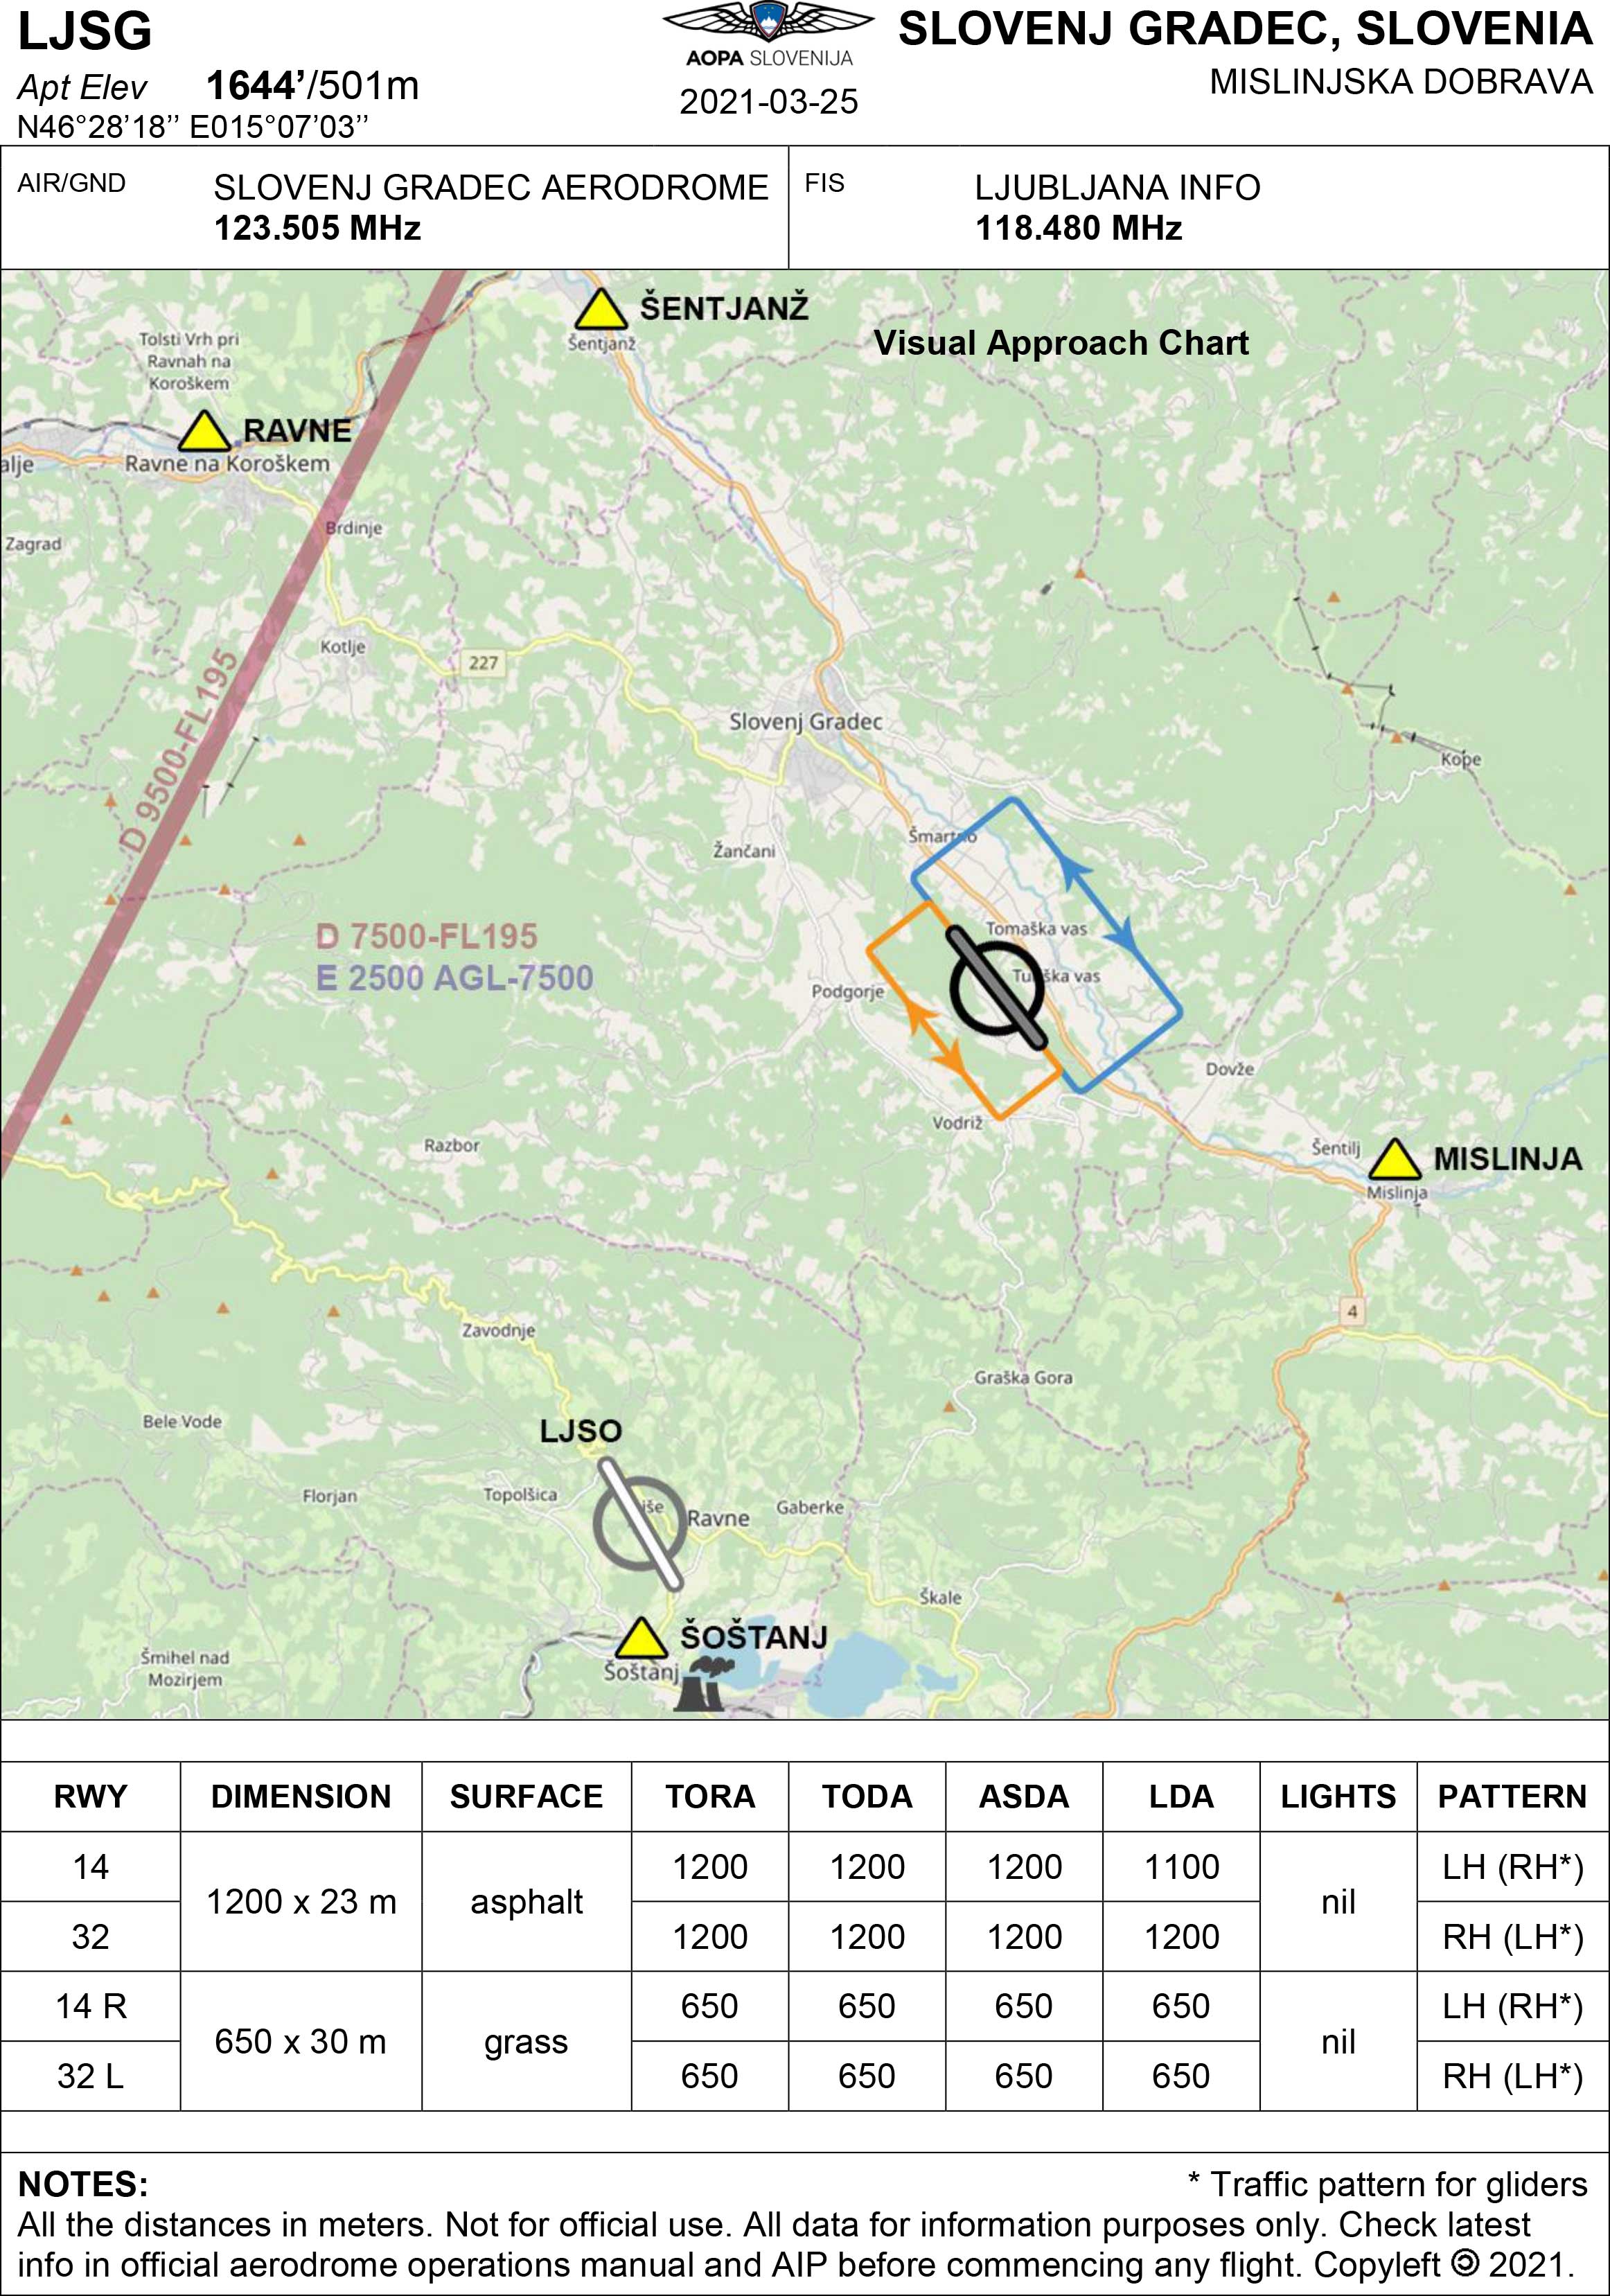 LJSG
Apt Elev 1644’/501m
N46°28’18’’ E015°07’03’’
AOPA SLOVENIJA
2021-03-25
SLOVENJ GRADEC, SLOVENIA
MISLINJSKA DOBRAVA
AIR/GND SLOVENJ GRADEC AERODROME
123.505 MHz
FIS LJUBLJANA INFO
118.480 MHz
Visual Approach Chart
ŠENTJANŽ
Šentjanž
Tolsti Vrh pri
Ravnah na
Koroškem
RAVNE
alje
Ravne na Koroškem
Brdinje
Zagrad
Kotlje
227
D 9500-FL195
Slovenj Gradec
Kope
Šmartno
Žančani
Tomaška vas
D 7500-FL195
E 2500 AGL-7500
Podgorje
Dovže
Vodriž
Razbor
Šentilj
MISLINJA
Mislinja
4
Zavodnje
Graška Gora
Bele Vode
LJSO
Florjan
Topolšica
Ravne
Gaberke
Škale
ŠOŠTANJ
Šoštanj
Šmihel nad
Mozirjem
RWY DIMENSION SURFACE TORA TODA ASDA LDA LIGHTS PATTERN
14 1200 x 23 m asphalt 1200 1200 1200 1100 nil LH (RH*)
32 1200 1200 1200 1200 RH (LH*)
14 R 650 x 30 m grass 650 650 650 650 nil LH (RH*)
32 L 650 650 650 650 RH (LH*)
NOTES:
* Traffic pattern for gliders
All the distances in meters. Not for official use. All data for information purposes only. Check latest
info in official aerodrome operations manual and AIP before commencing any flight. Copyleft 🄯 2021.